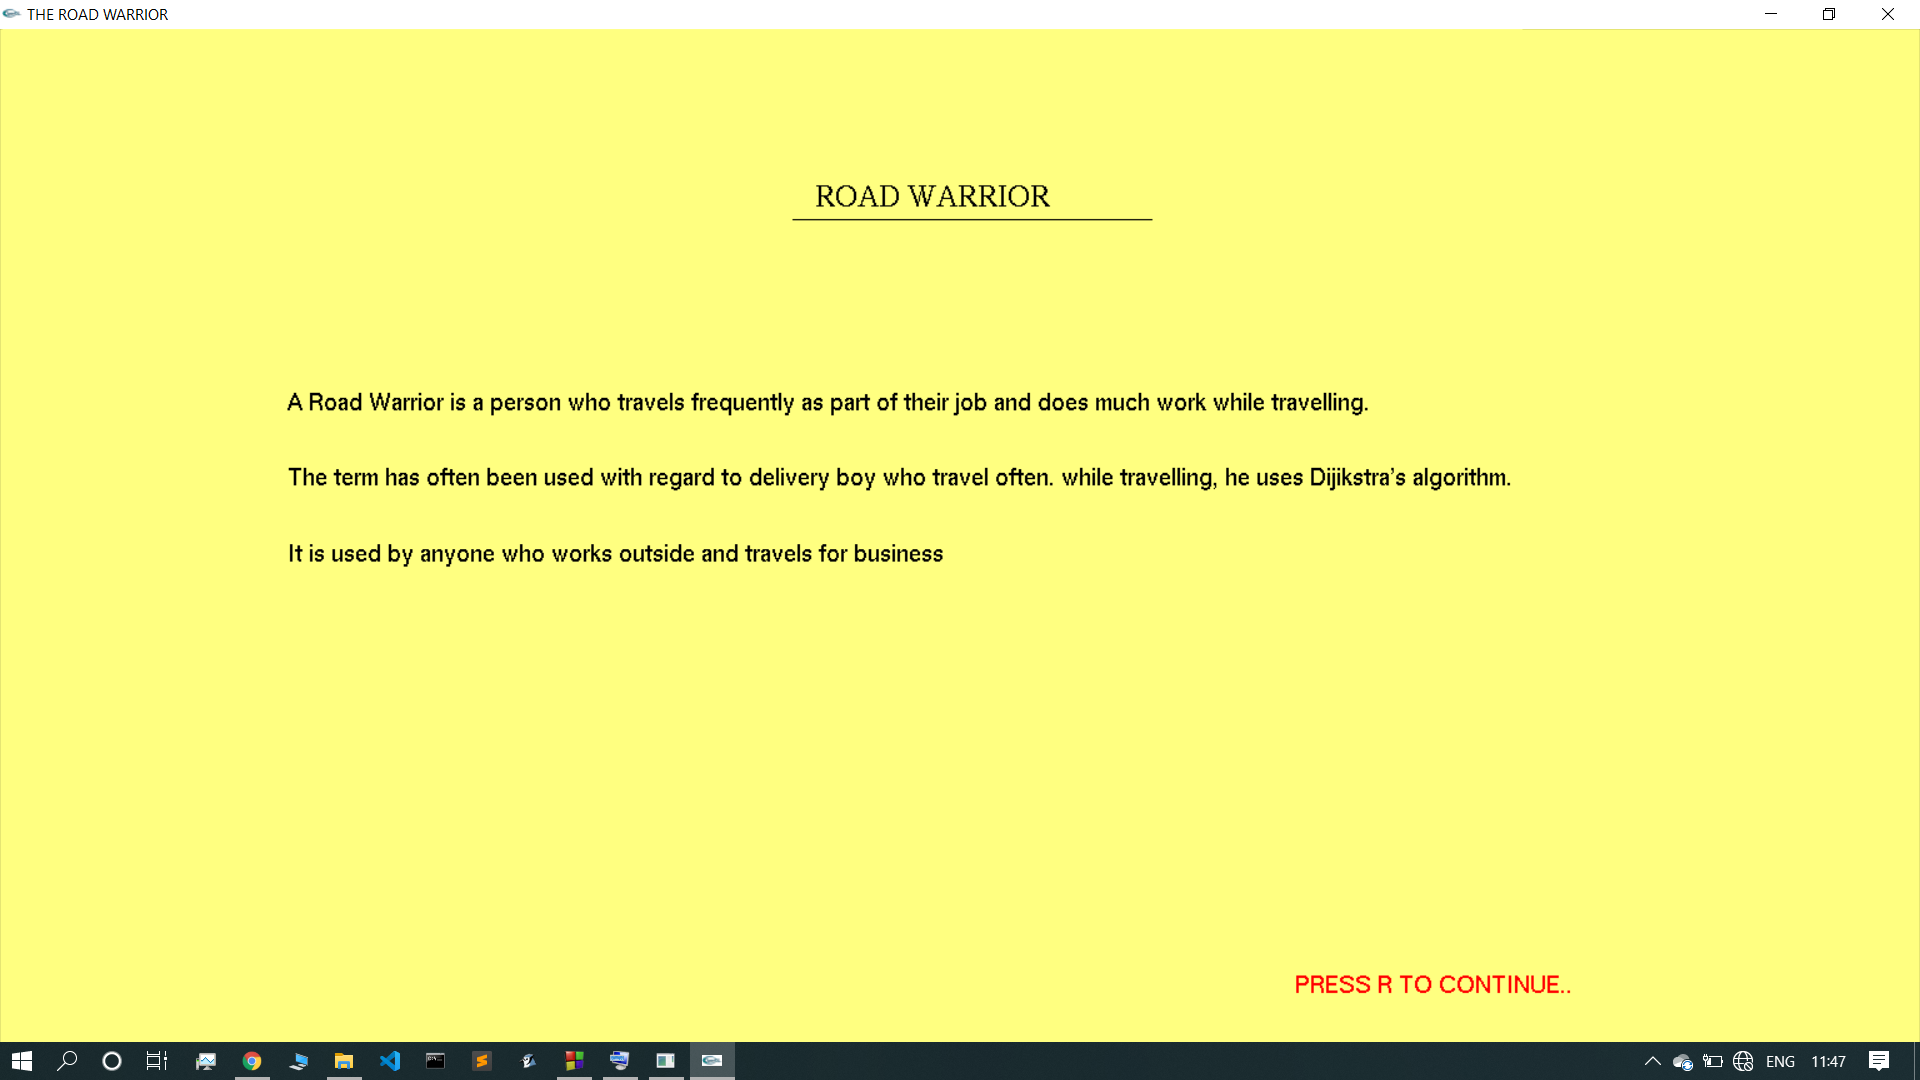 THE ROAD WARRIOR
ROAD WARRIOR
A Road Warrior is a person who travels frequently as part of their job and does much work while travelling.
The term has often been used with regard to delivery boy who travel often. while travelling, he uses Dijikstra's algorithm.
It is used by anyone who works outside and travels for business
PRESS R TO CONTINUE..
ENG 11:47